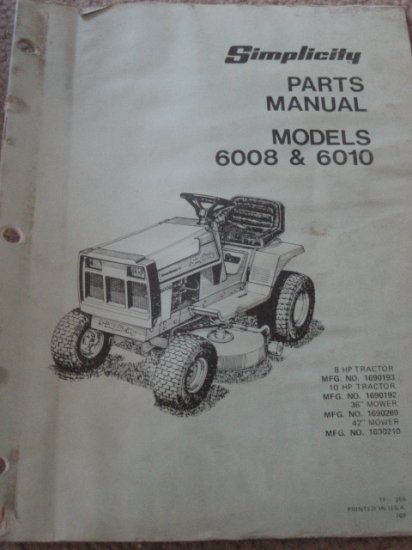 Simplicity
PARTS
MANUAL
MODELS
6008 & 6010
8 HP TRACTOR
MFG. NO. 1690193
10 HP TRACTOR
MFG. NO. 1690192
36" MOWER
MFG. NO. 1690269
42" MOWER
MFG. NO. 1690210
TP
PRINTED IN U.S.A.